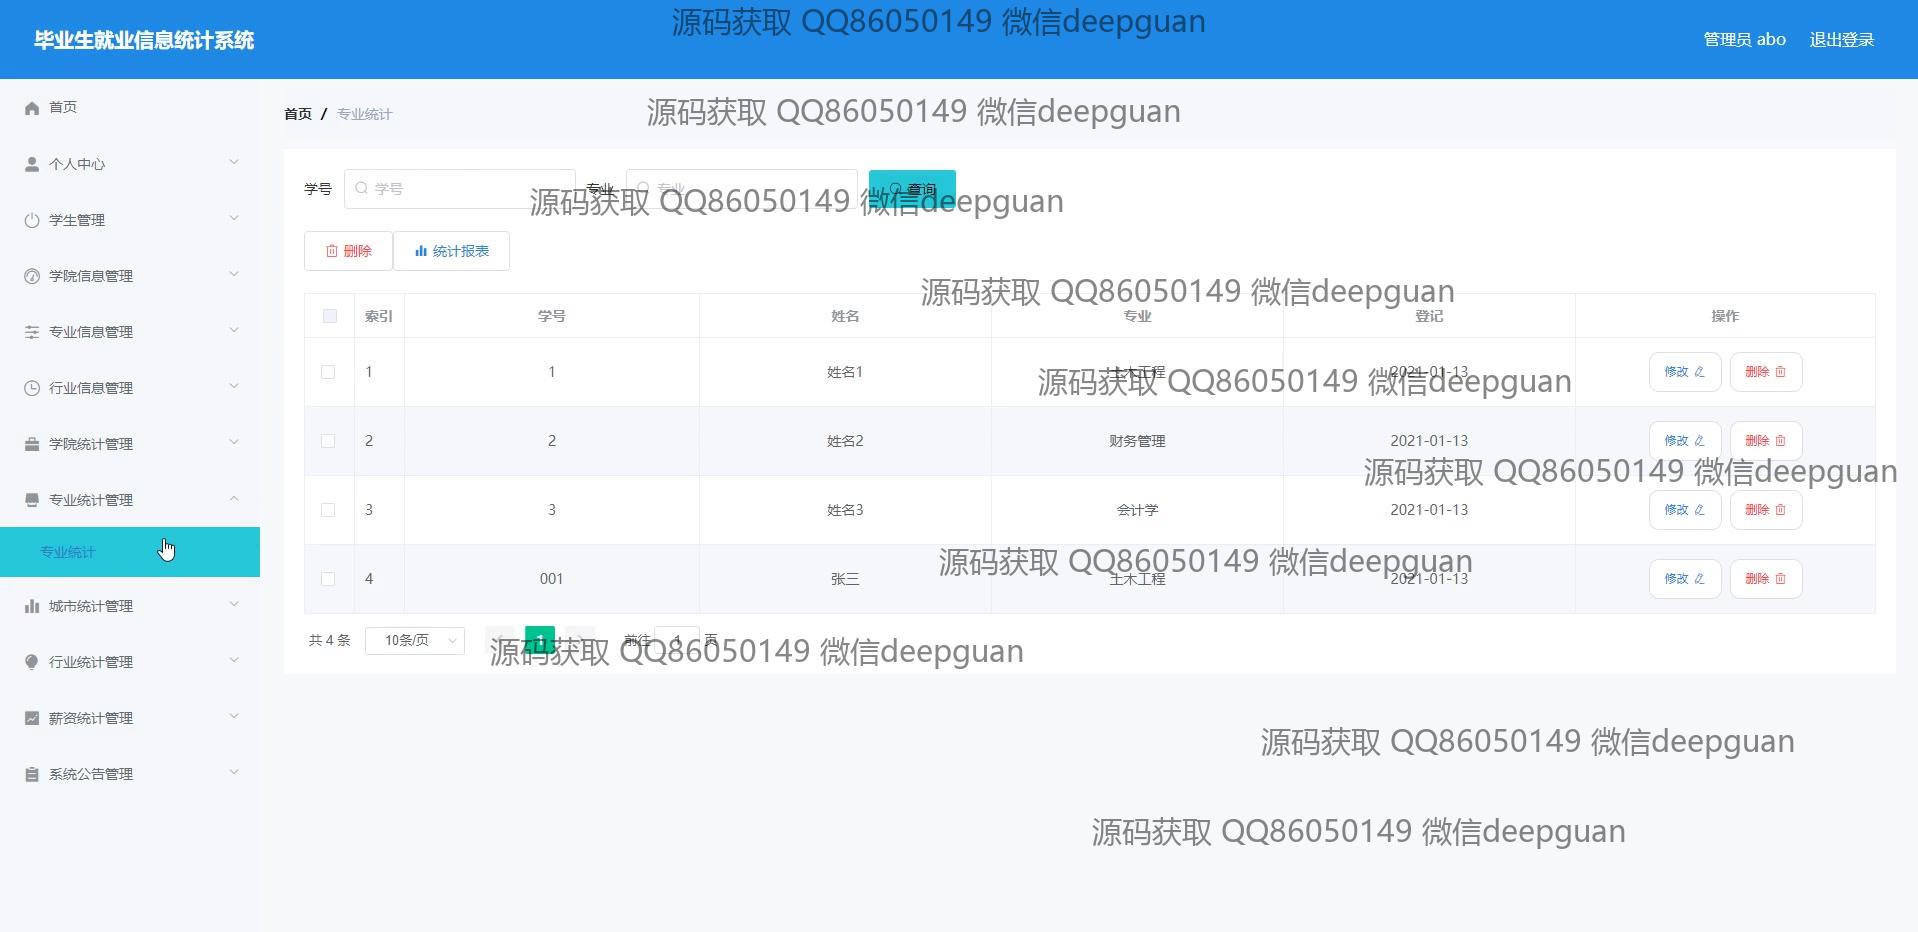 源码获取 QQ86050149 微信deepguan
毕业生就业信息统计系统
管理员 abo 退出登录
首页
个人中心
学生管理
学院信息管理
专业信息管理
行业信息管理
学院统计管理
专业统计管理
专业统计
城市统计管理
行业统计管理
薪资统计管理
系统公告管理
首页 / 专业统计
源码获取 QQ86050149 微信deepguan
学号 学号 专业 专业 查询
源码获取 QQ86050149 微信deepguan
删除 统计报表
源码获取 QQ86050149 微信deepguan
索引 学号 姓名 专业 登记 操作
1 1 姓名1 土木工程 2021-01-13 修改 删除
源码获取 QQ86050149 微信deepguan
2 2 姓名2 财务管理 2021-01-13 修改 删除
源码获取 QQ86050149 微信deepguan
3 3 姓名3 会计学 2021-01-13 修改 删除
源码获取 QQ86050149 微信deepguan
4 001 张三 土木工程 2021-01-13 修改 删除
共 4 条 10条/页 1 前往 1 页
源码获取 QQ86050149 微信deepguan
源码获取 QQ86050149 微信deepguan
源码获取 QQ86050149 微信deepguan